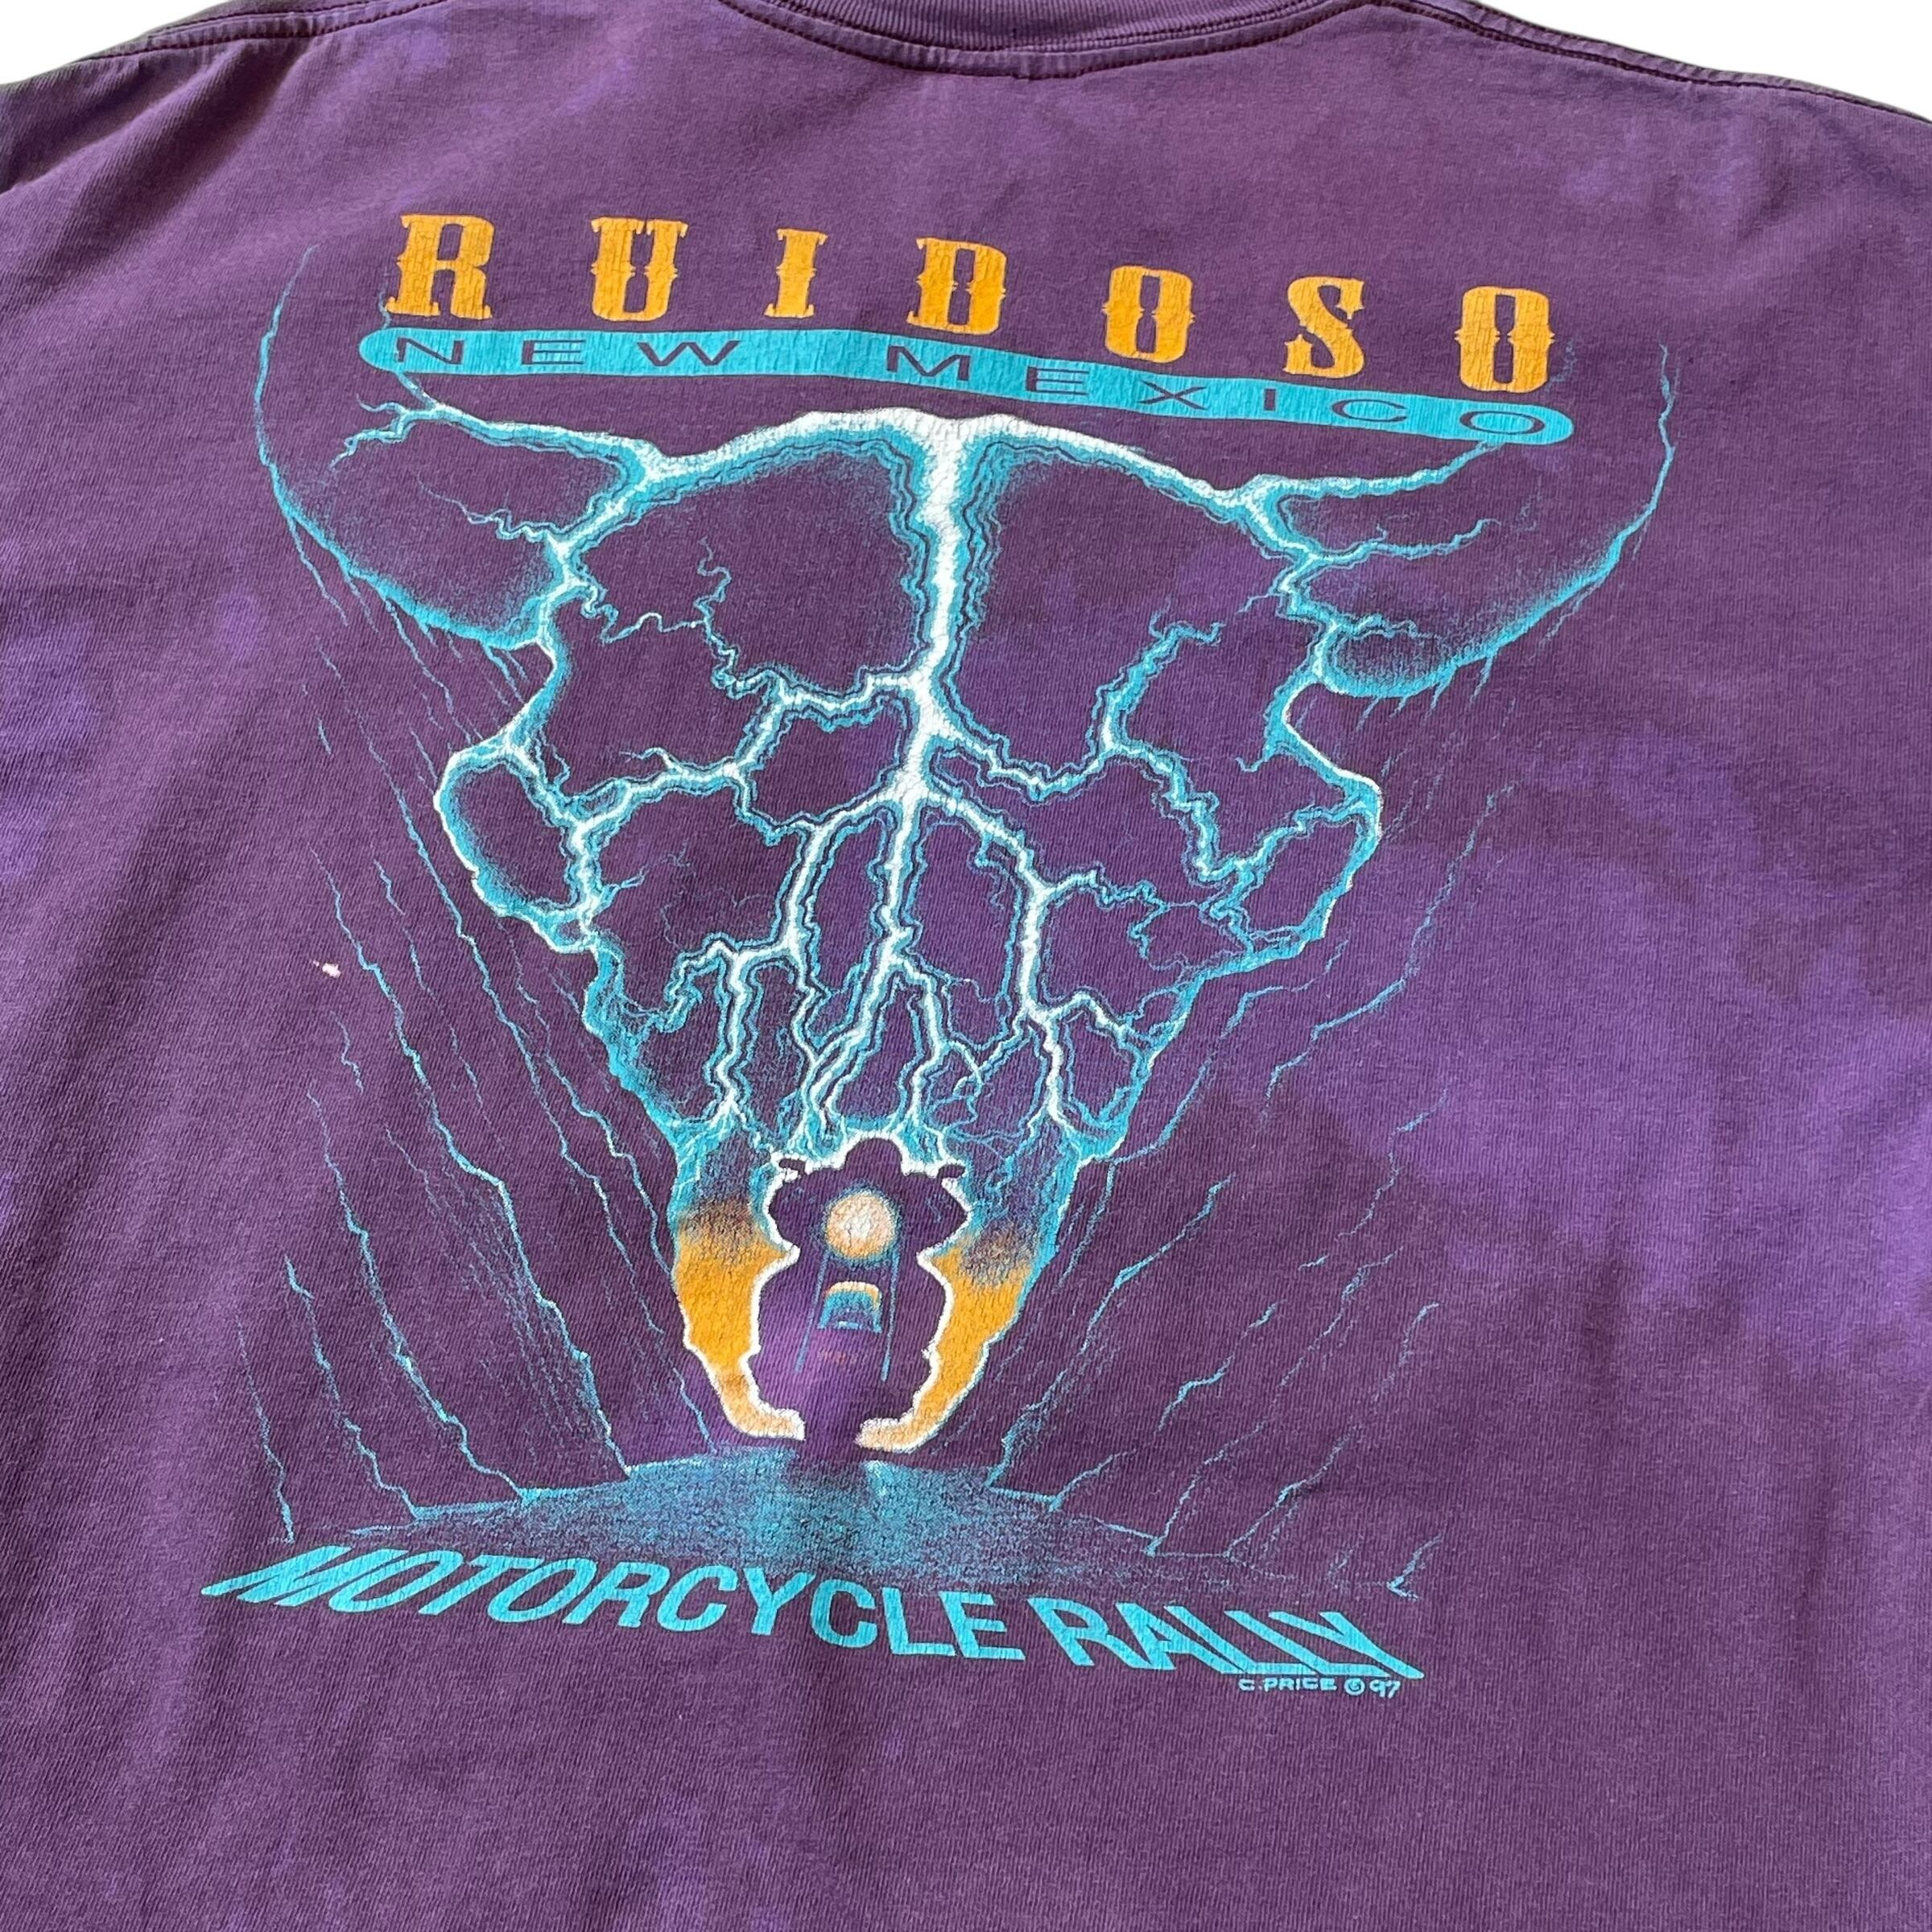 RUIDOSO
NEW MEXICO
MOTORCYCLE RALLY
C. PRICE © 97